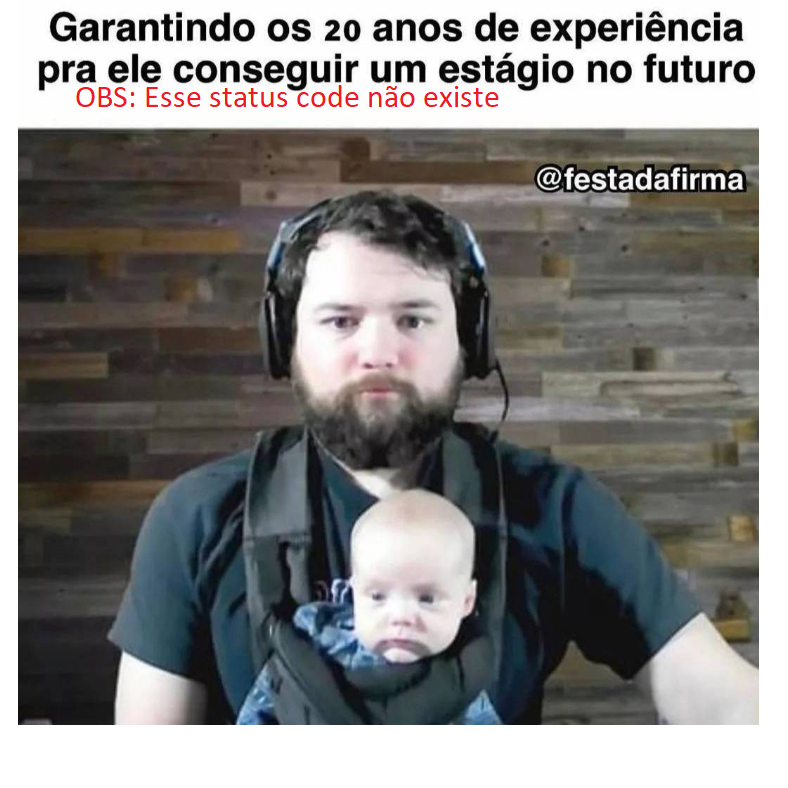 Garantindo os 20 anos de experiência
pra ele conseguir um estágio no futuro
OBS: Esse status code não existe
@festadafirma